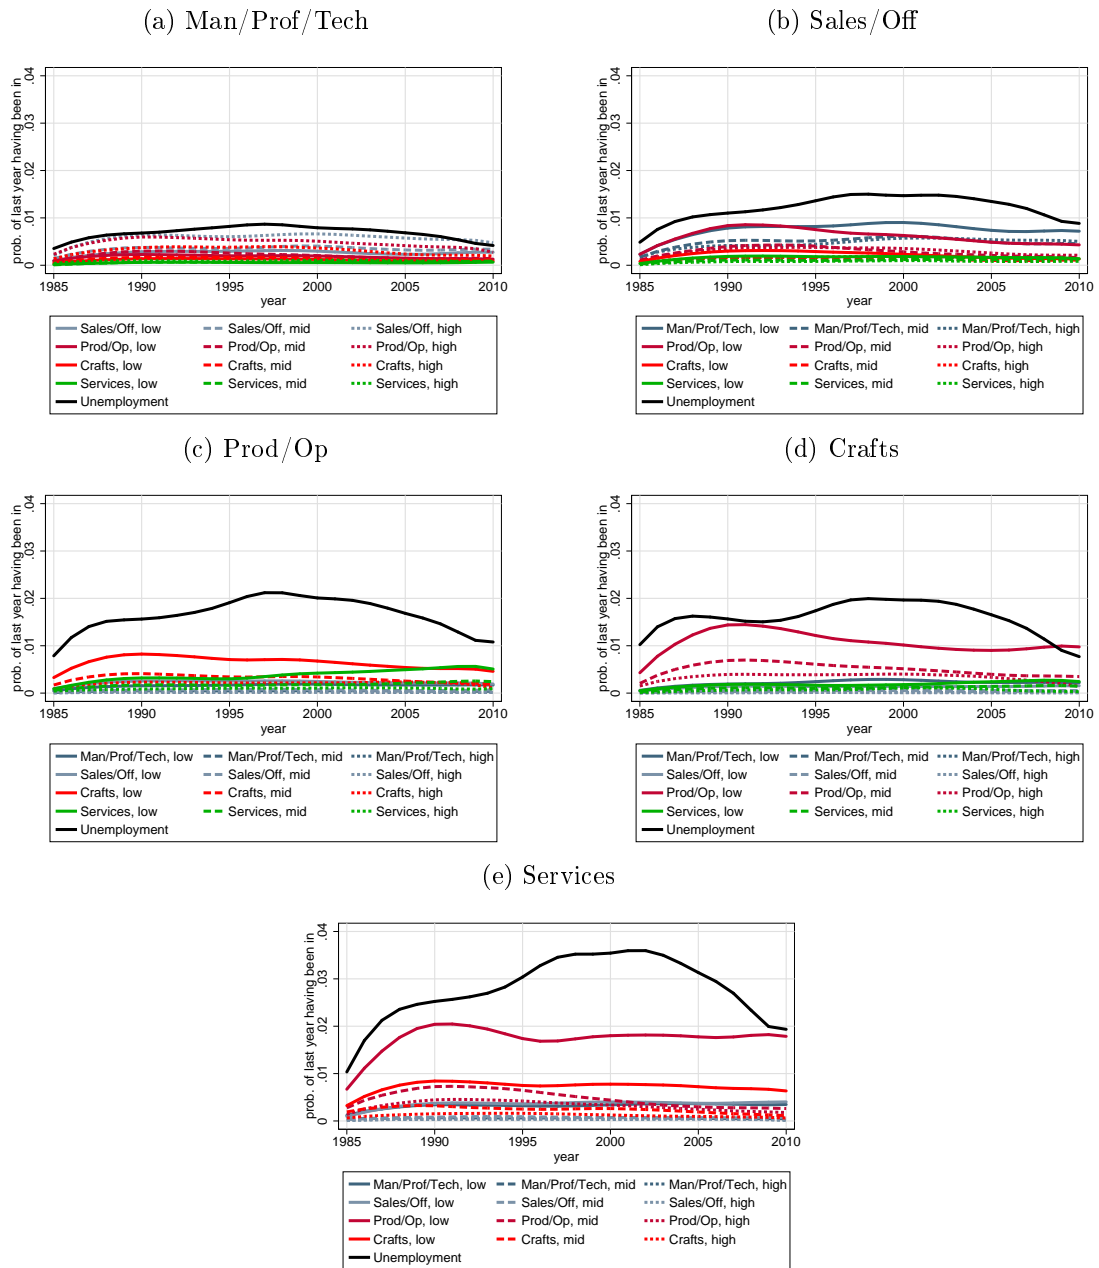 (a) Man/Prof/Tech
prob. of last year having been in
0 .01 .02 .03 .04
1985 1990 1995 2000 2005 2010
year
Sales/Off, low Sales/Off, mid Sales/Off, high
Prod/Op, low Prod/Op, mid Prod/Op, high
Crafts, low Crafts, mid Crafts, high
Services, low Services, mid Services, high
Unemployment
(b) Sales/Off
prob. of last year having been in
0 .01 .02 .03 .04
1985 1990 1995 2000 2005 2010
year
Man/Prof/Tech, low Man/Prof/Tech, mid Man/Prof/Tech, high
Prod/Op, low Prod/Op, mid Prod/Op, high
Crafts, low Crafts, mid Crafts, high
Services, low Services, mid Services, high
Unemployment
(c) Prod/Op
prob. of last year having been in
0 .01 .02 .03 .04
1985 1990 1995 2000 2005 2010
year
Man/Prof/Tech, low Man/Prof/Tech, mid Man/Prof/Tech, high
Sales/Off, low Sales/Off, mid Sales/Off, high
Crafts, low Crafts, mid Crafts, high
Services, low Services, mid Services, high
Unemployment
(d) Crafts
prob. of last year having been in
0 .01 .02 .03 .04
1985 1990 1995 2000 2005 2010
year
Man/Prof/Tech, low Man/Prof/Tech, mid Man/Prof/Tech, high
Sales/Off, low Sales/Off, mid Sales/Off, high
Prod/Op, low Prod/Op, mid Prod/Op, high
Services, low Services, mid Services, high
Unemployment
(e) Services
prob. of last year having been in
0 .01 .02 .03 .04
1985 1990 1995 2000 2005 2010
year
Man/Prof/Tech, low Man/Prof/Tech, mid Man/Prof/Tech, high
Sales/Off, low Sales/Off, mid Sales/Off, high
Prod/Op, low Prod/Op, mid Prod/Op, high
Crafts, low Crafts, mid Crafts, high
Unemployment